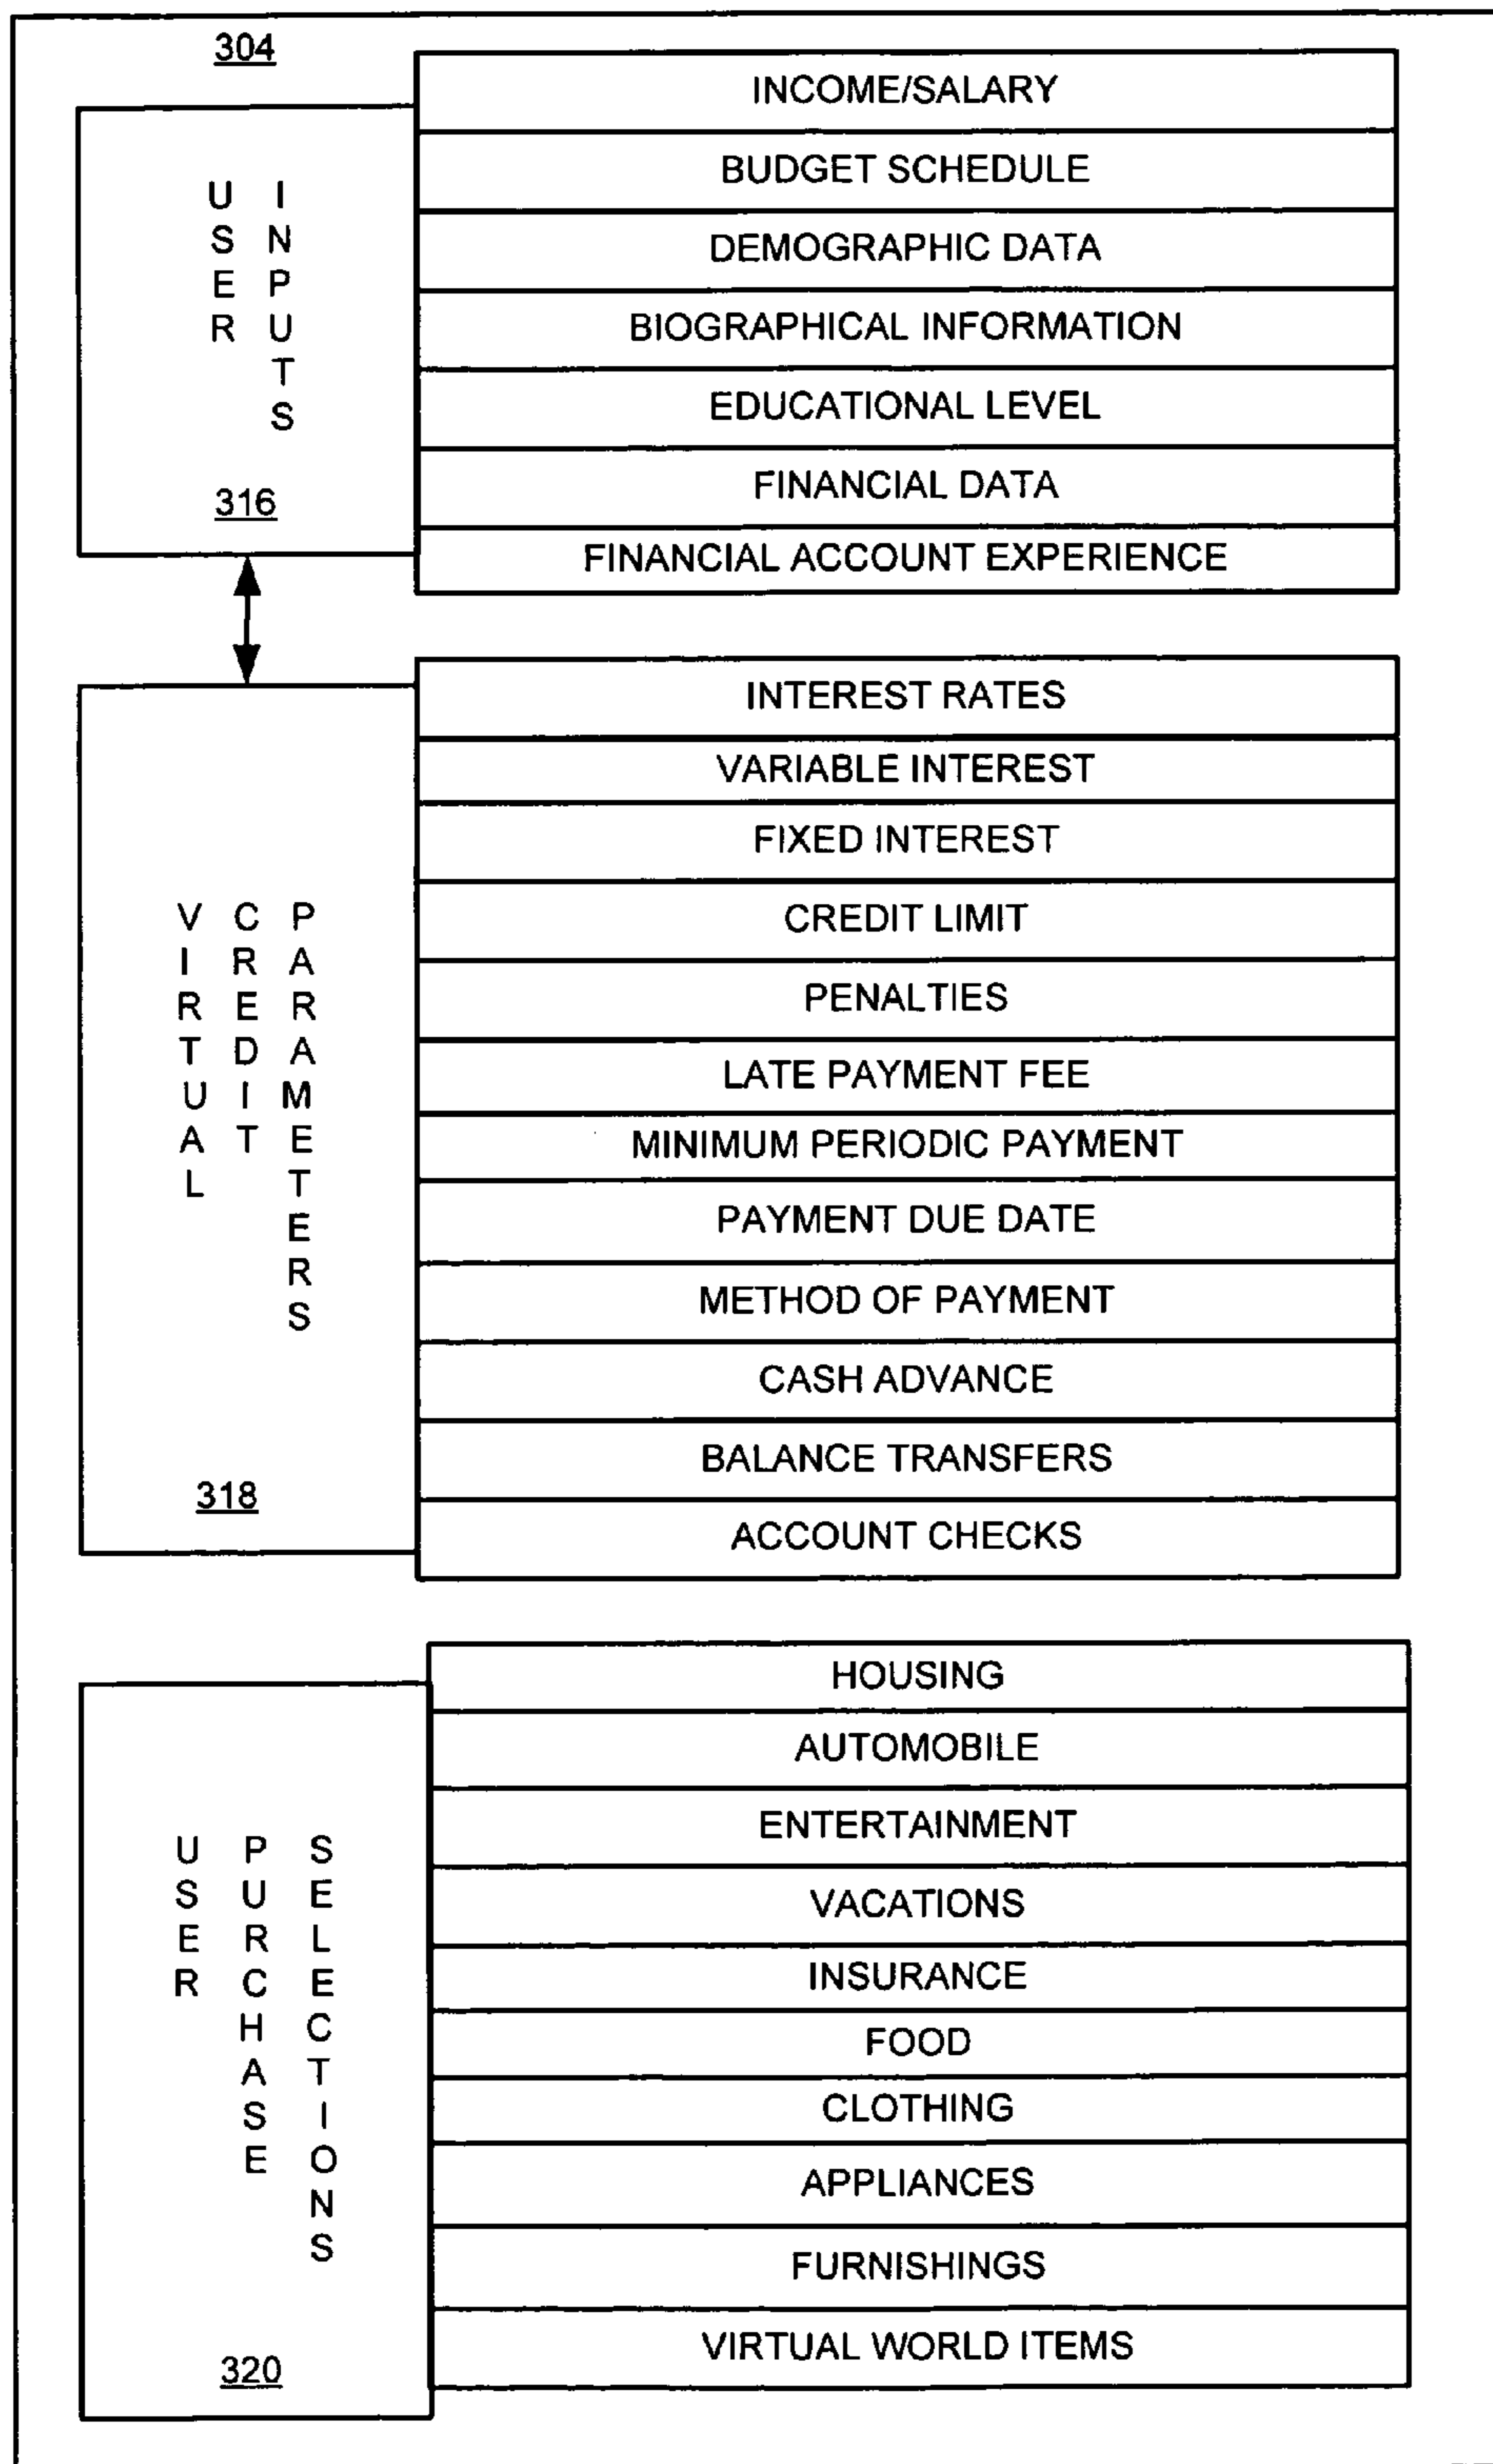 304
USER INPUTS
316
INCOME/SALARY
BUDGET SCHEDULE
DEMOGRAPHIC DATA
BIOGRAPHICAL INFORMATION
EDUCATIONAL LEVEL
FINANCIAL DATA
FINANCIAL ACCOUNT EXPERIENCE
VIRTUAL CREDIT PARAMETERS
318
INTEREST RATES
VARIABLE INTEREST
FIXED INTEREST
CREDIT LIMIT
PENALTIES
LATE PAYMENT FEE
MINIMUM PERIODIC PAYMENT
PAYMENT DUE DATE
METHOD OF PAYMENT
CASH ADVANCE
BALANCE TRANSFERS
ACCOUNT CHECKS
USER PURCHASE SELECTIONS
320
HOUSING
AUTOMOBILE
ENTERTAINMENT
VACATIONS
INSURANCE
FOOD
CLOTHING
APPLIANCES
FURNISHINGS
VIRTUAL WORLD ITEMS